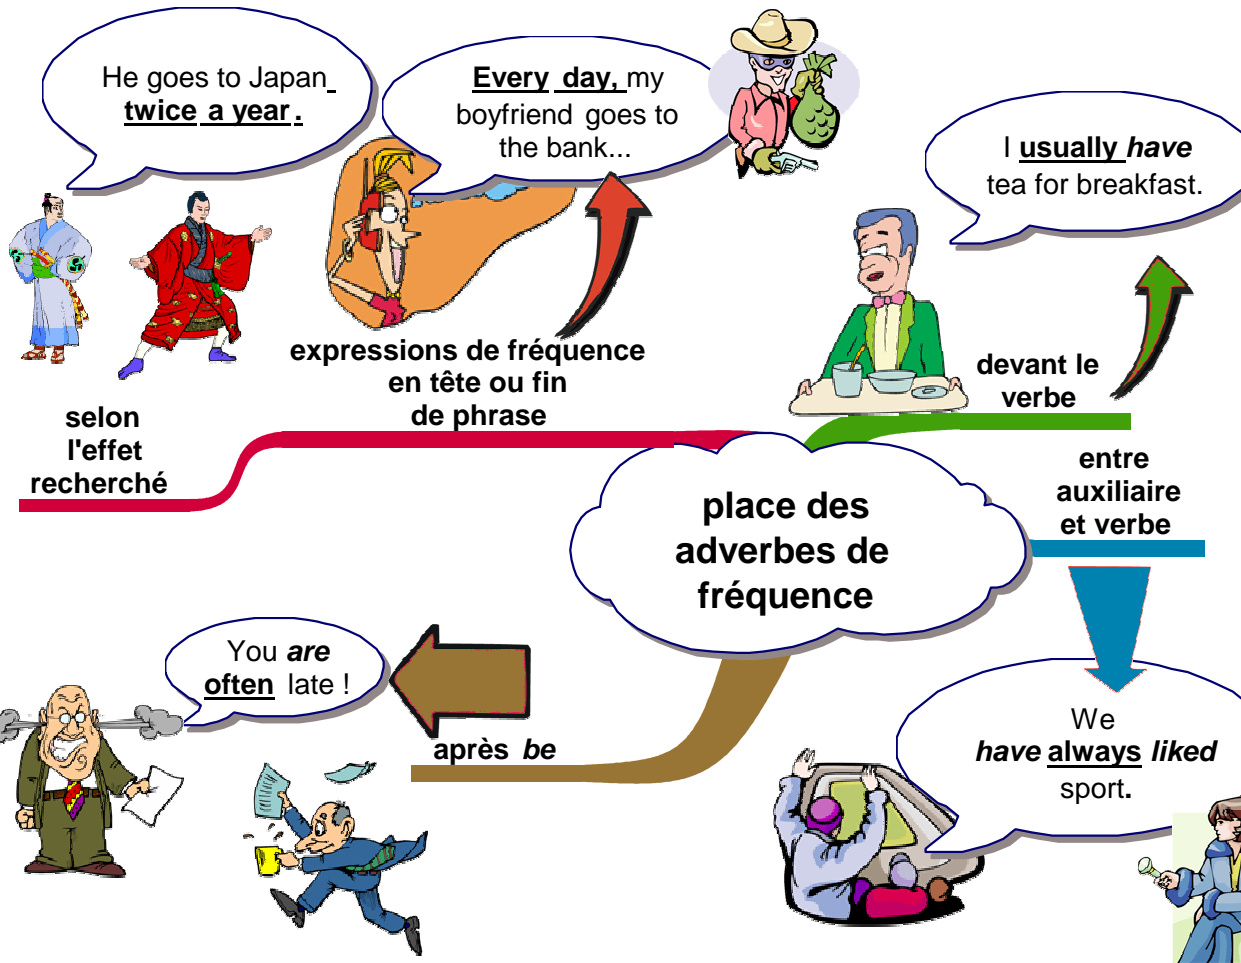 He goes to Japan
twice a year.
Every day, my
boyfriend goes to
the bank...
I usually have
tea for breakfast.
expressions de fréquence
en tête ou fin
de phrase
devant le
verbe
selon
l'effet
recherché
entre
auxiliaire
et verbe
place des
adverbes de
fréquence
You are
often late !
après be
We
have always liked
sport.